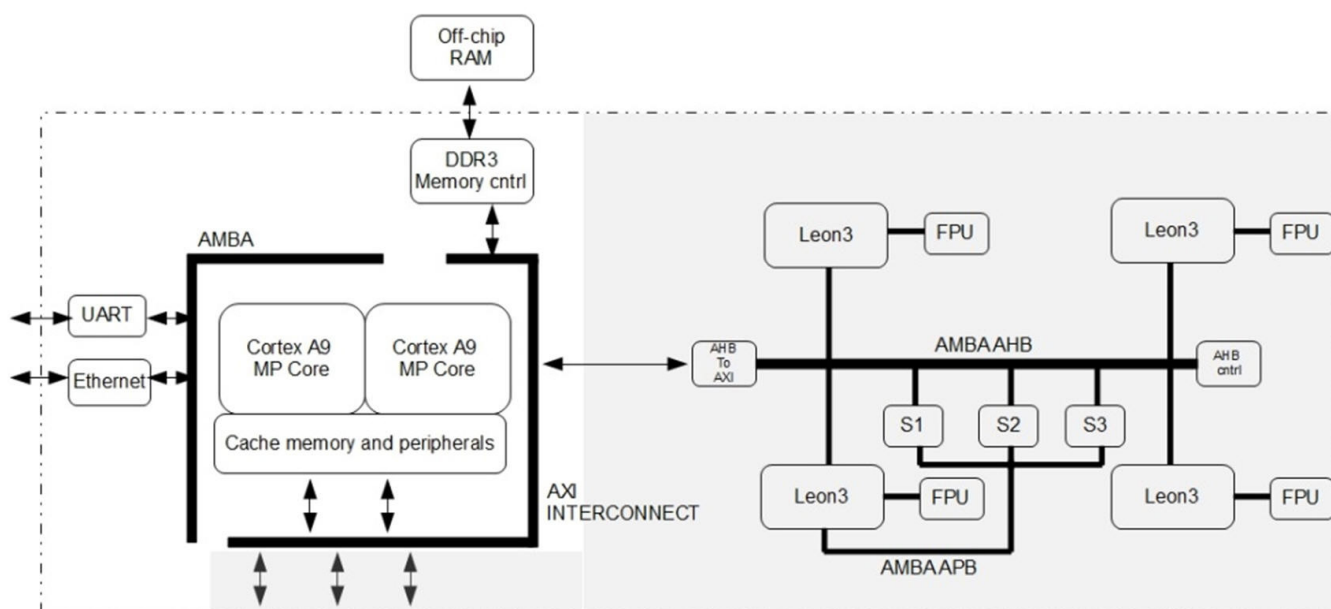 Off-chip
RAM
DDR3
Memory cntrl
AMBA
UART
Ethernet
Cortex A9
MP Core
Cortex A9
MP Core
Cache memory and peripherals
AXI
INTERCONNECT
Leon3
FPU
Leon3
FPU
AHB
To
AXI
AMBA AHB
AHB
cntrl
S1
S2
S3
Leon3
FPU
Leon3
FPU
AMBA APB